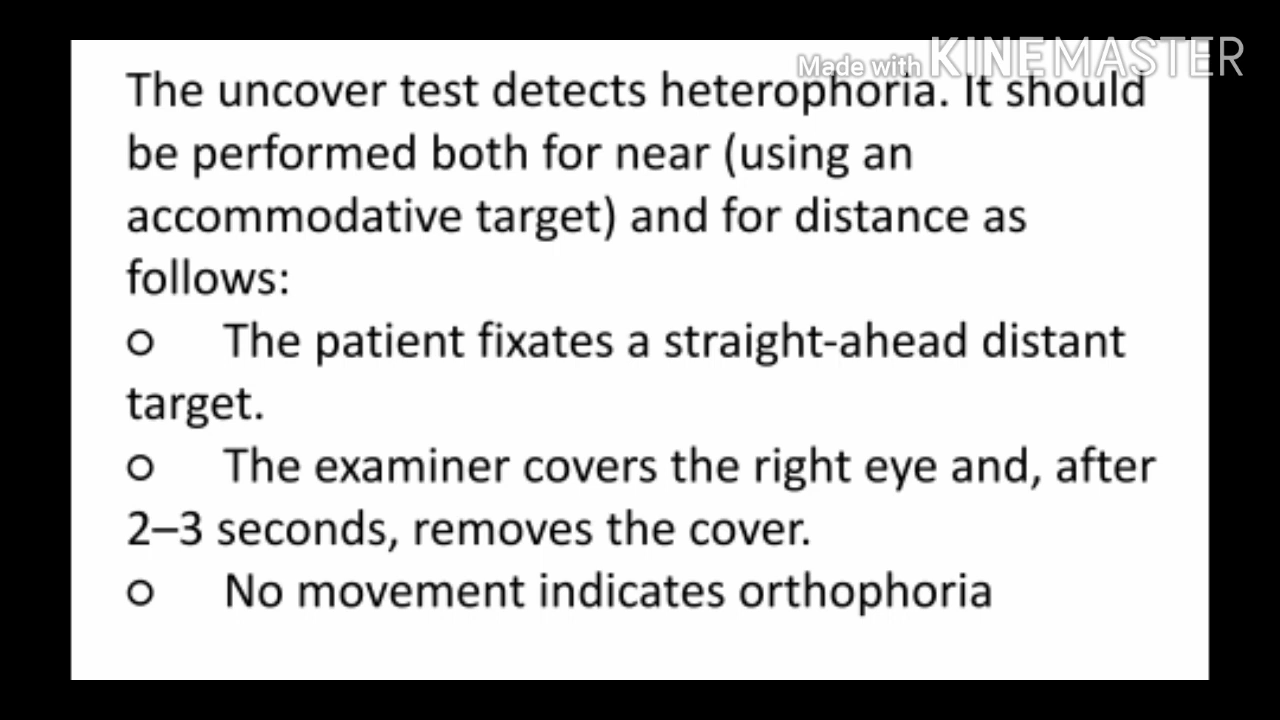 Made with KINEMASTER
The uncover test detects heterophoria. It should
be performed both for near (using an
accommodative target) and for distance as
follows:
o The patient fixates a straight-ahead distant
target.
o The examiner covers the right eye and, after
2–3 seconds, removes the cover.
o No movement indicates orthophoria